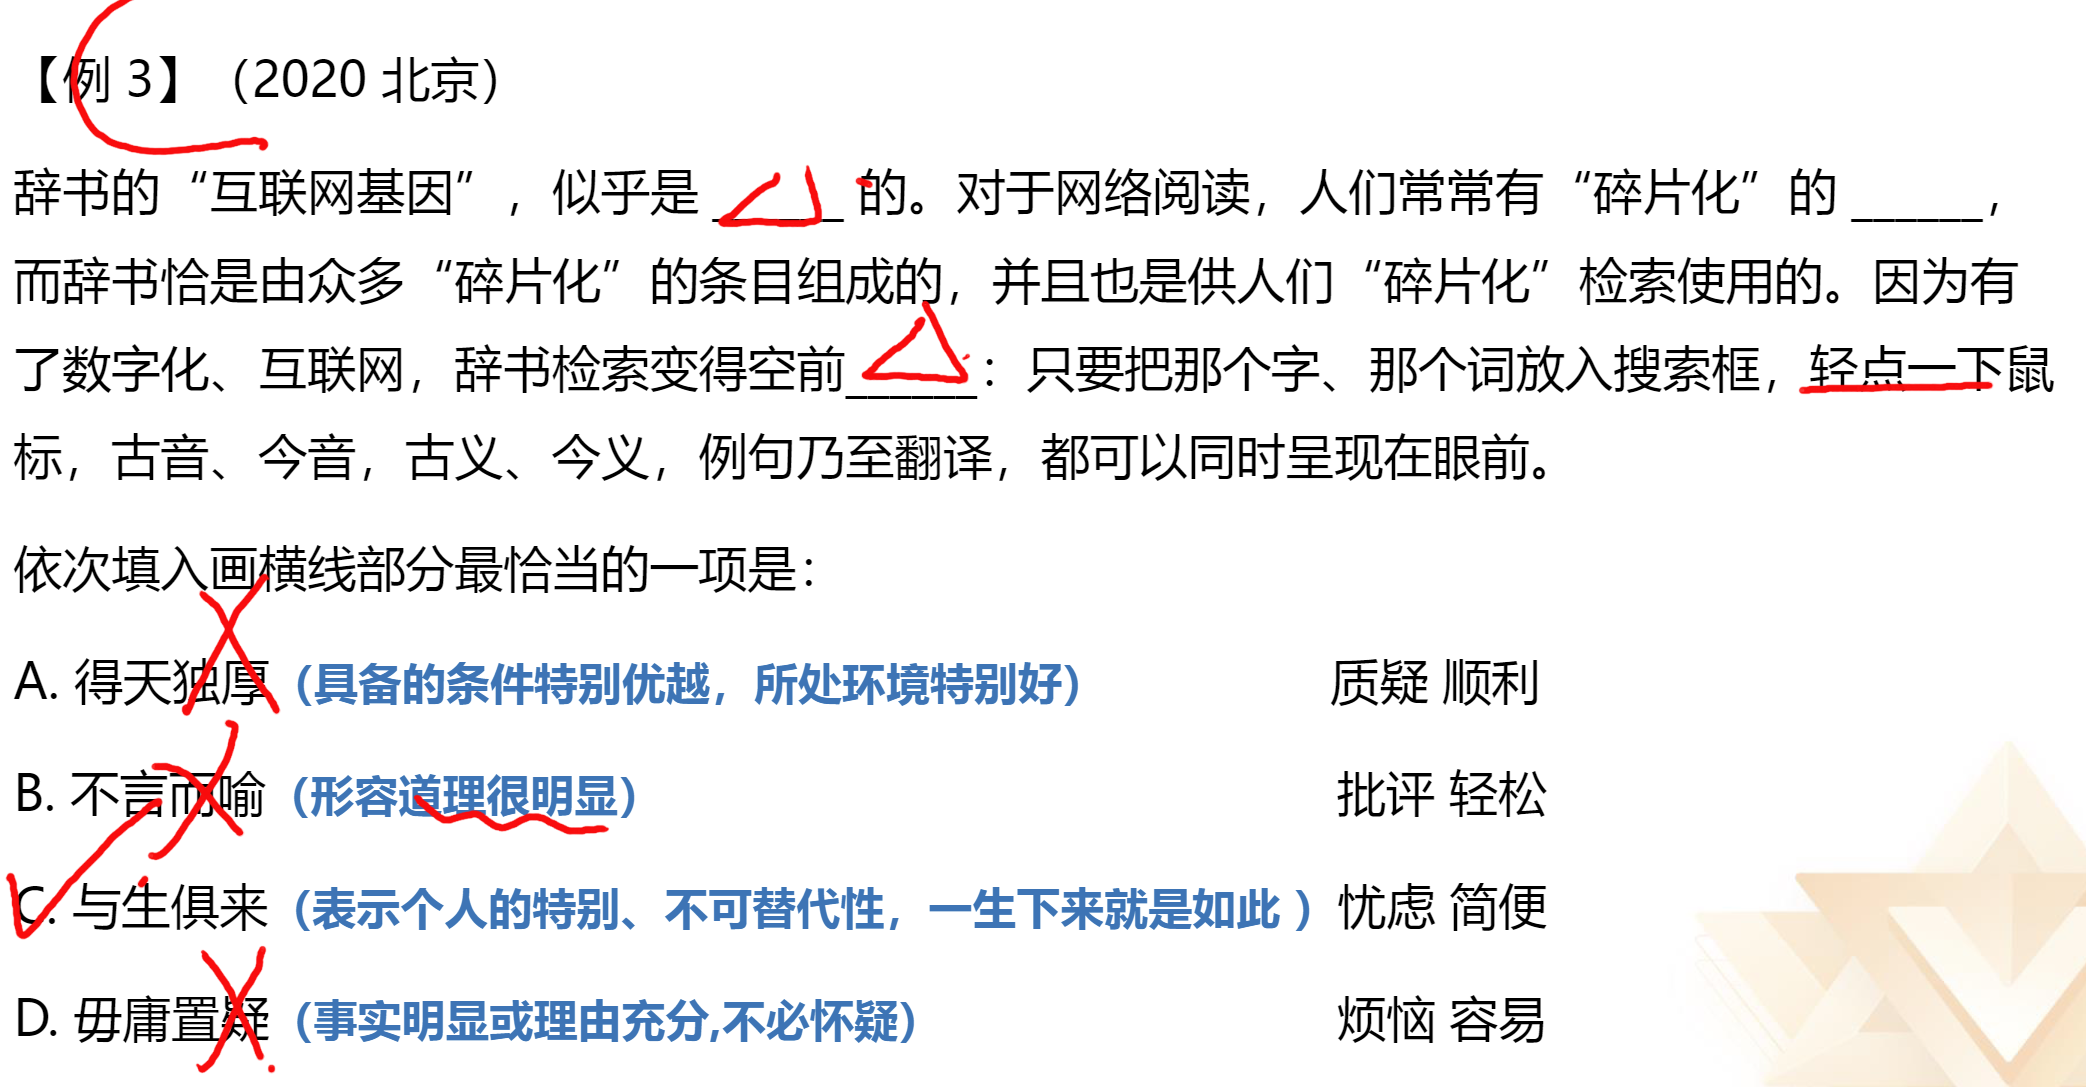 【例 3】（2020 北京）
辞书的“互联网基因”，似乎是 ______ 的。对于网络阅读，人们常常有“碎片化”的 ______，
而辞书恰是由众多“碎片化”的条目组成的，并且也是供人们“碎片化”检索使用的。因为有
了数字化、互联网，辞书检索变得空前______：只要把那个字、那个词放入搜索框，轻点一下鼠
标，古音、今音，古义、今义，例句乃至翻译，都可以同时呈现在眼前。
依次填入画横线部分最恰当的一项是：
A. 得天独厚（具备的条件特别优越，所处环境特别好） 质疑 顺利
B. 不言而喻（形容道理很明显） 批评 轻松
C. 与生俱来（表示个人的特别、不可替代性，一生下来就是如此 ）忧虑 简便
D. 毋庸置疑（事实明显或理由充分,不必怀疑） 烦恼 容易